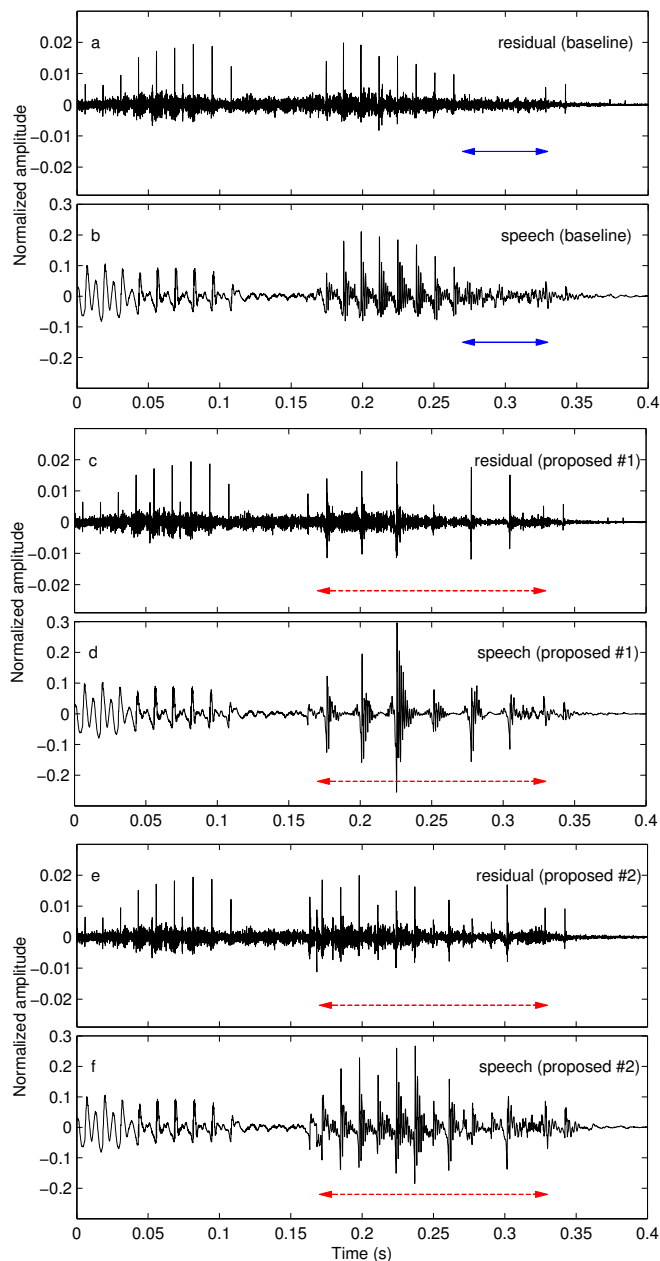 a residual (baseline)
0.02
0.01
0
−0.01
−0.02
Normalized amplitude
b speech (baseline)
0.3
0.2
0.1
0
−0.1
−0.2
0 0.05 0.1 0.15 0.2 0.25 0.3 0.35 0.4
c residual (proposed #1)
0.02
0.01
0
−0.01
−0.02
Normalized amplitude
d speech (proposed #1)
0.3
0.2
0.1
0
−0.1
−0.2
0 0.05 0.1 0.15 0.2 0.25 0.3 0.35 0.4
e residual (proposed #2)
0.02
0.01
0
−0.01
−0.02
Normalized amplitude
f speech (proposed #2)
0.3
0.2
0.1
0
−0.1
−0.2
0 0.05 0.1 0.15 0.2 0.25 0.3 0.35 0.4
Time (s)